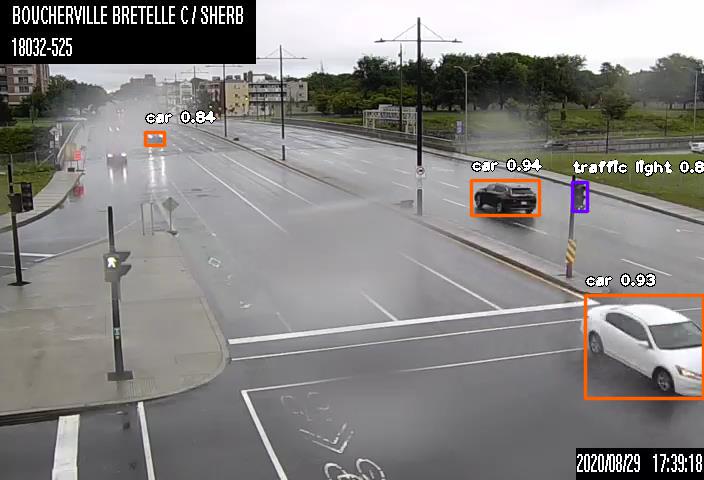 BOUCHERVILLE BRETELLE C / SHERB
18032-525
car 0.84
car 0.94
traffic light 0.8
car 0.93
2020/08/29 17:39:18